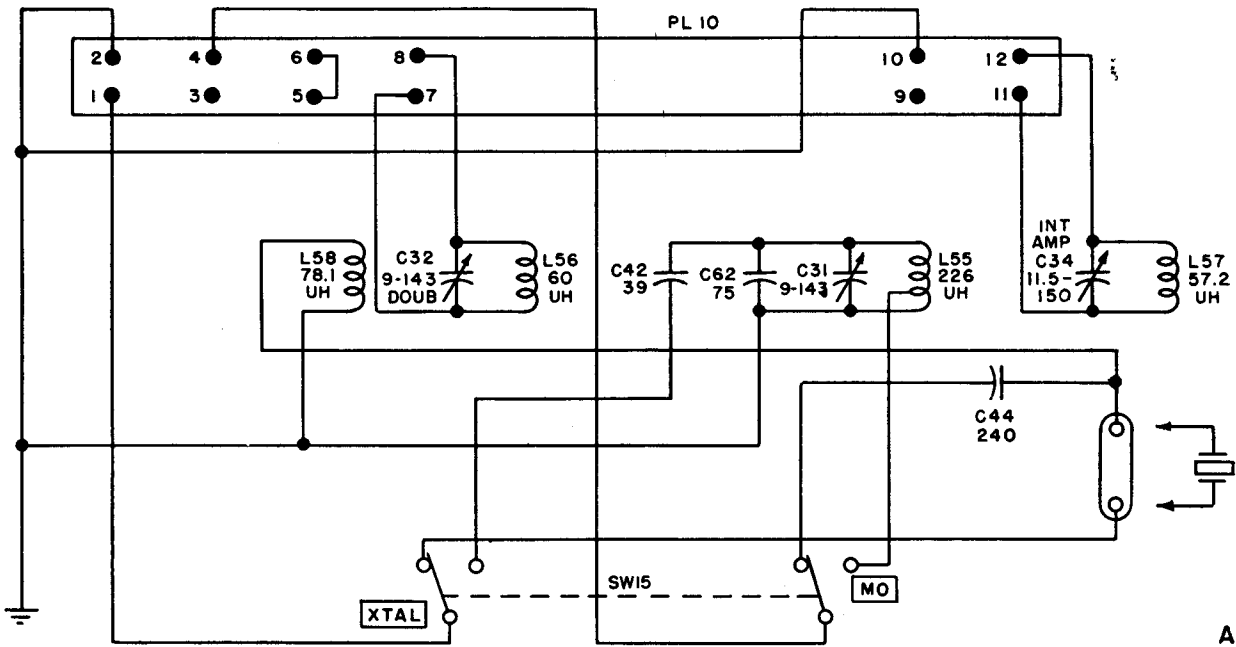 PL 10
2 4 6 8 10 12
1 3 5 7 9 11
L58
78.1
UH
C32
9-143
DOUB
L56
60
UH
C42
39
C62
75
C31
9-143
L55
226
UH
INT
AMP
C34
11.5-
150
L57
57.2
UH
C44
240
SW15
XTAL
MO
A